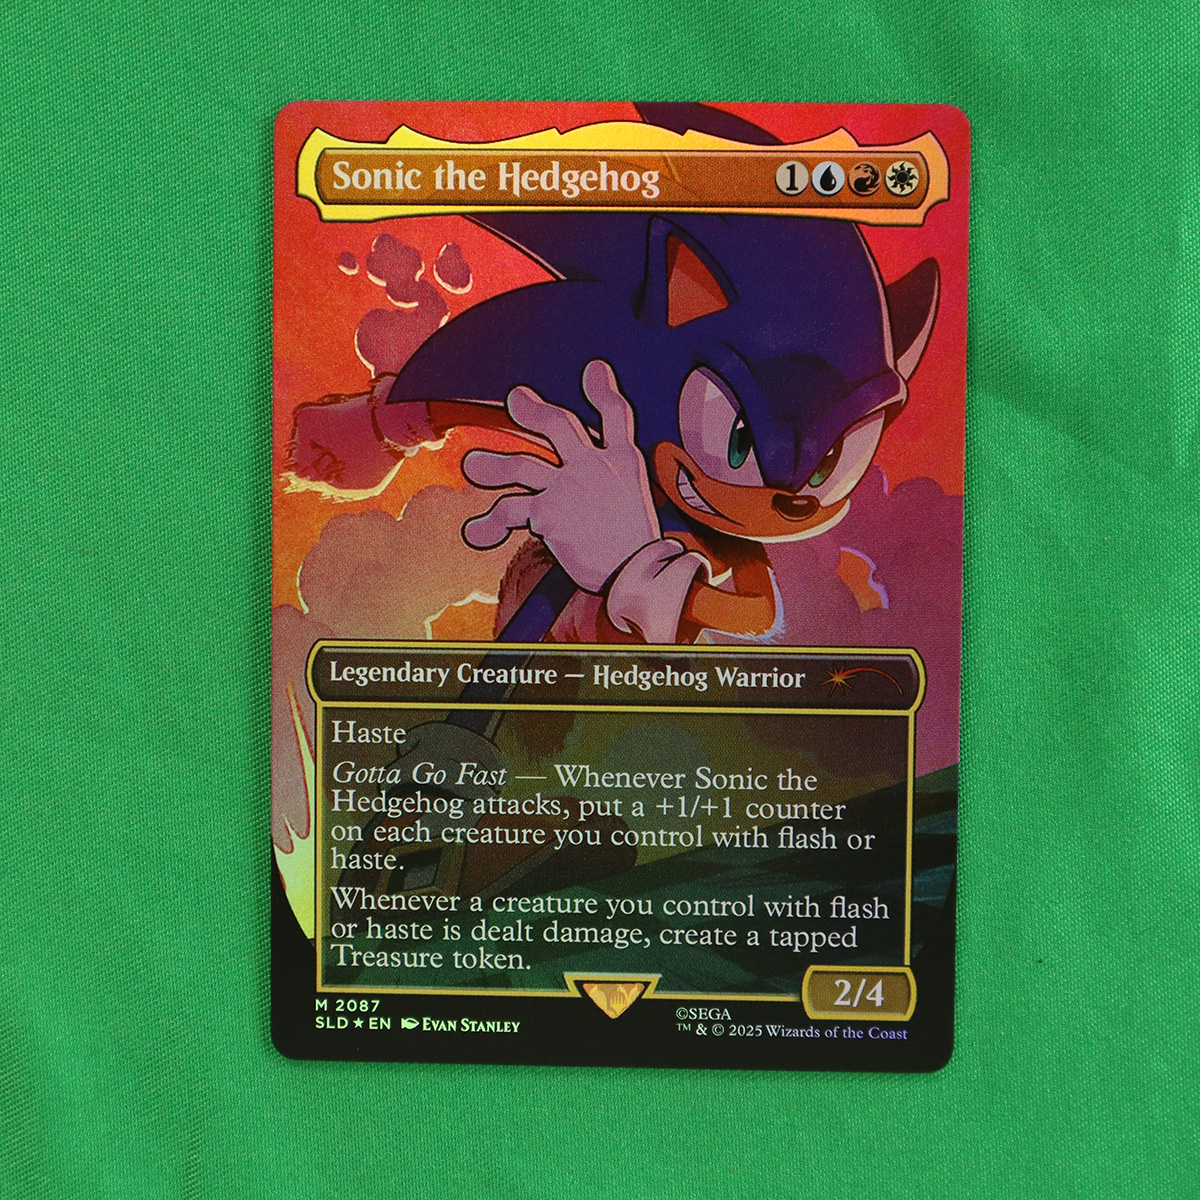 Sonic the Hedgehog 1
Legendary Creature — Hedgehog Warrior
Haste
Gotta Go Fast — Whenever Sonic the
Hedgehog attacks, put a +1/+1 counter
on each creature you control with flash or
haste.
Whenever a creature you control with flash
or haste is dealt damage, create a tapped
Treasure token.
2/4
M 2087
SLD ★ EN EVAN STANLEY
©SEGA
™ & © 2025 Wizards of the Coast